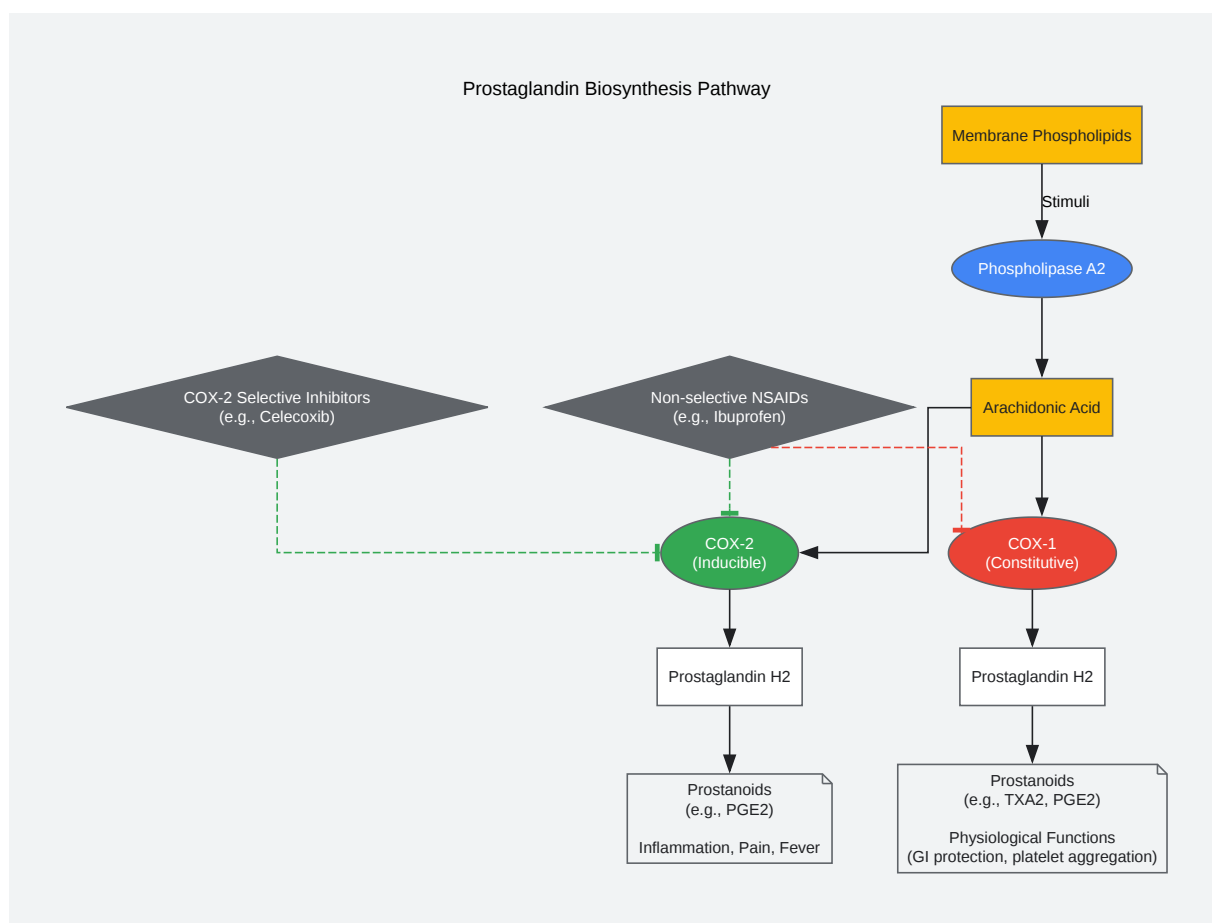 Prostaglandin Biosynthesis Pathway
Membrane Phospholipids
Stimuli
Phospholipase A2
COX-2 Selective Inhibitors
(e.g., Celecoxib)
Non-selective NSAIDs
(e.g., Ibuprofen)
Arachidonic Acid
COX-2
(Inducible)
COX-1
(Constitutive)
Prostaglandin H2
Prostaglandin H2
Prostanoids
(e.g., PGE2)
Inflammation, Pain, Fever
Prostanoids
(e.g., TXA2, PGE2)
Physiological Functions
(GI protection, platelet aggregation)